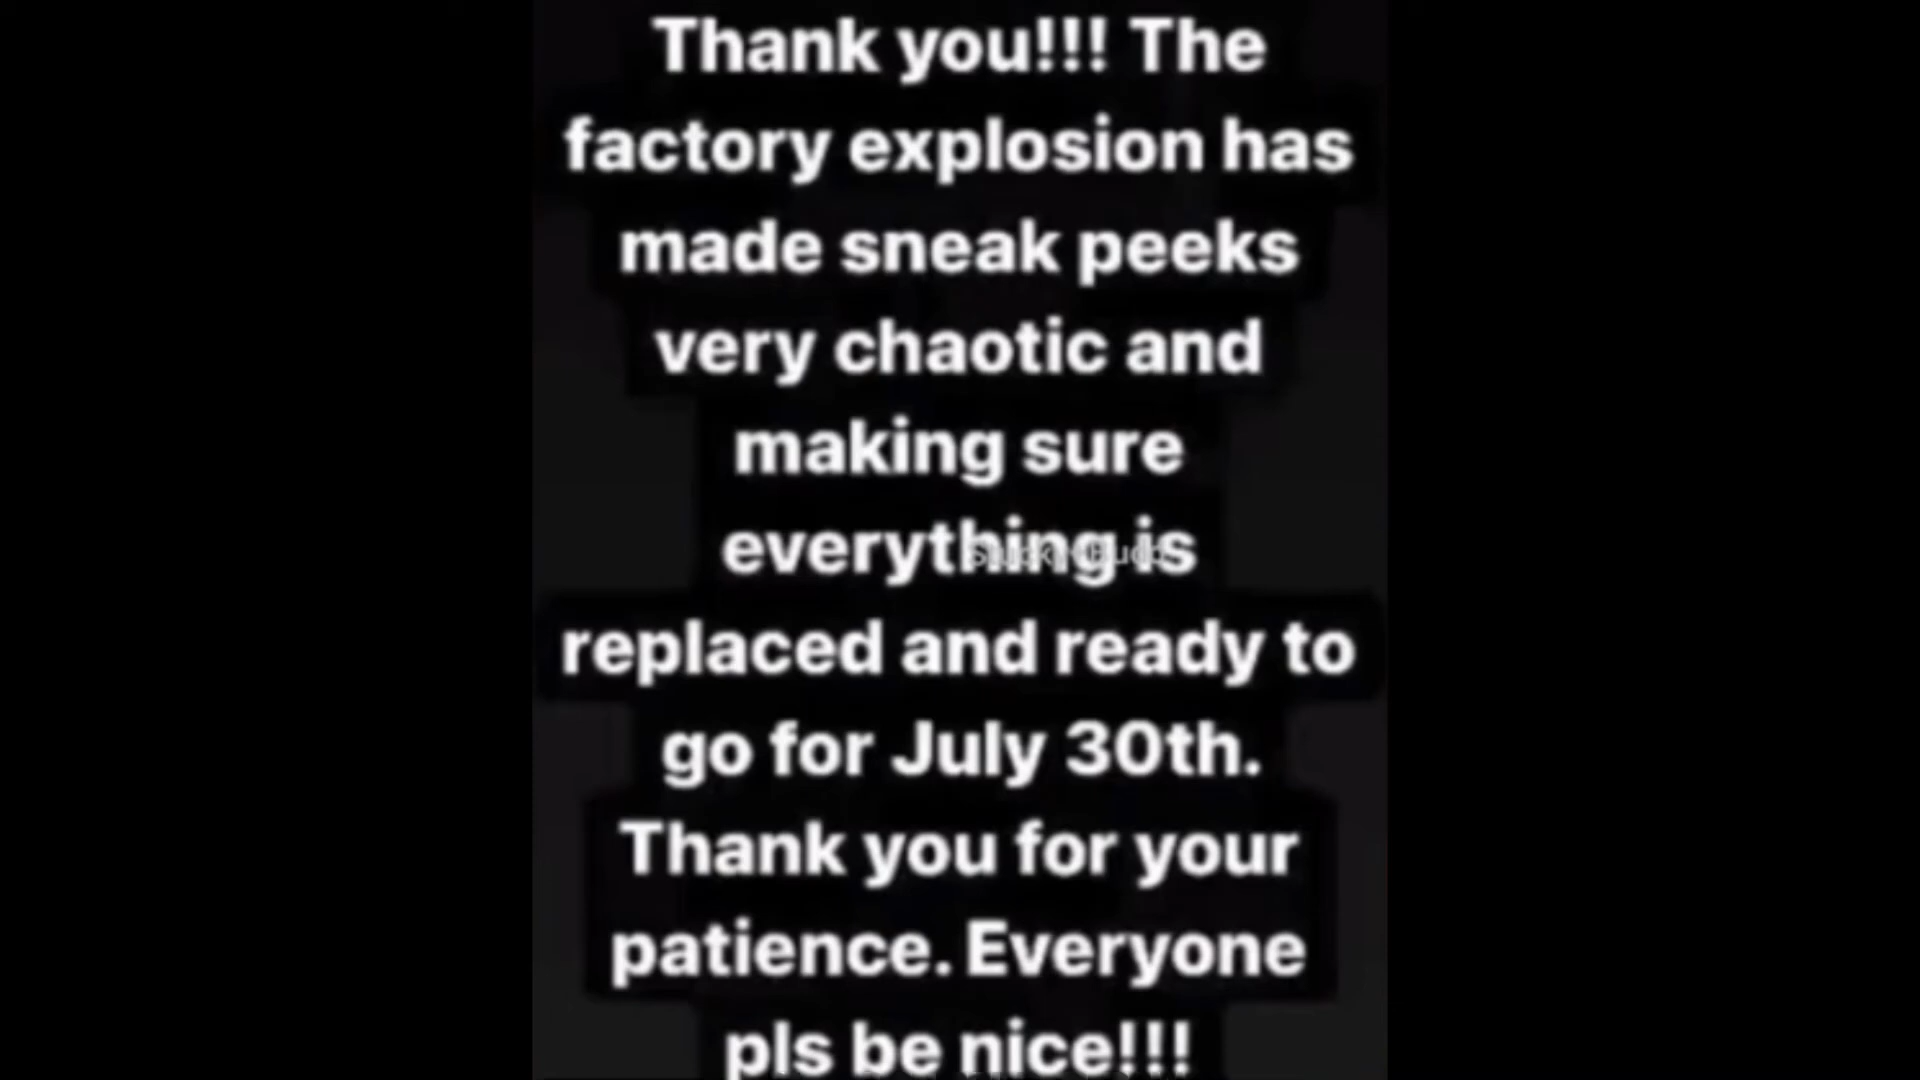 Thank you!!! The
factory explosion has
made sneak peeks
very chaotic and
making sure
everything is
replaced and ready to
go for July 30th.
Thank you for your
patience. Everyone
pls be nice!!!